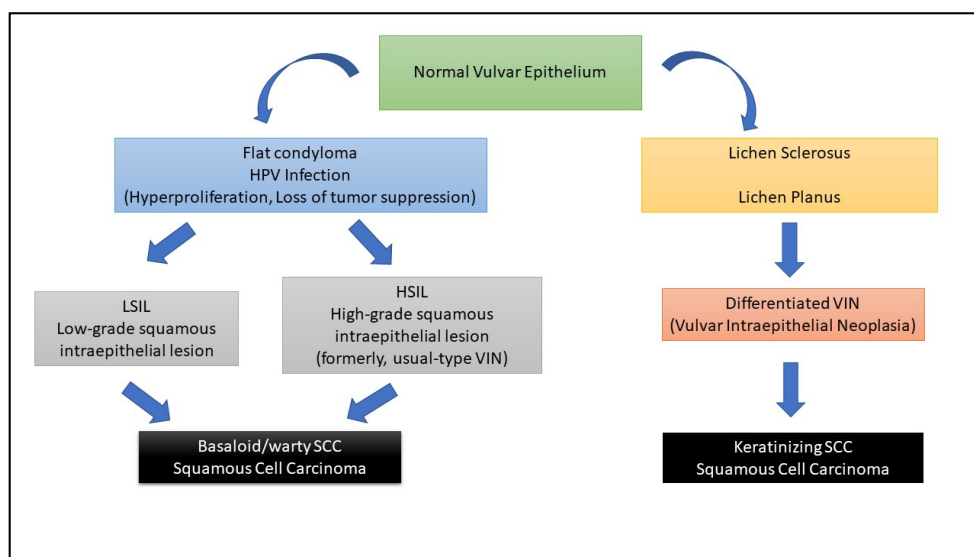 Normal Vulvar Epithelium
Flat condyloma
HPV Infection
(Hyperproliferation, Loss of tumor suppression)
Lichen Sclerosus
Lichen Planus
LSIL
Low-grade squamous
intraepithelial lesion
HSIL
High-grade squamous
intraepithelial lesion
(formerly, usual-type VIN)
Differentiated VIN
(Vulvar Intraepithelial Neoplasia)
Basaloid/warty SCC
Squamous Cell Carcinoma
Keratinizing SCC
Squamous Cell Carcinoma